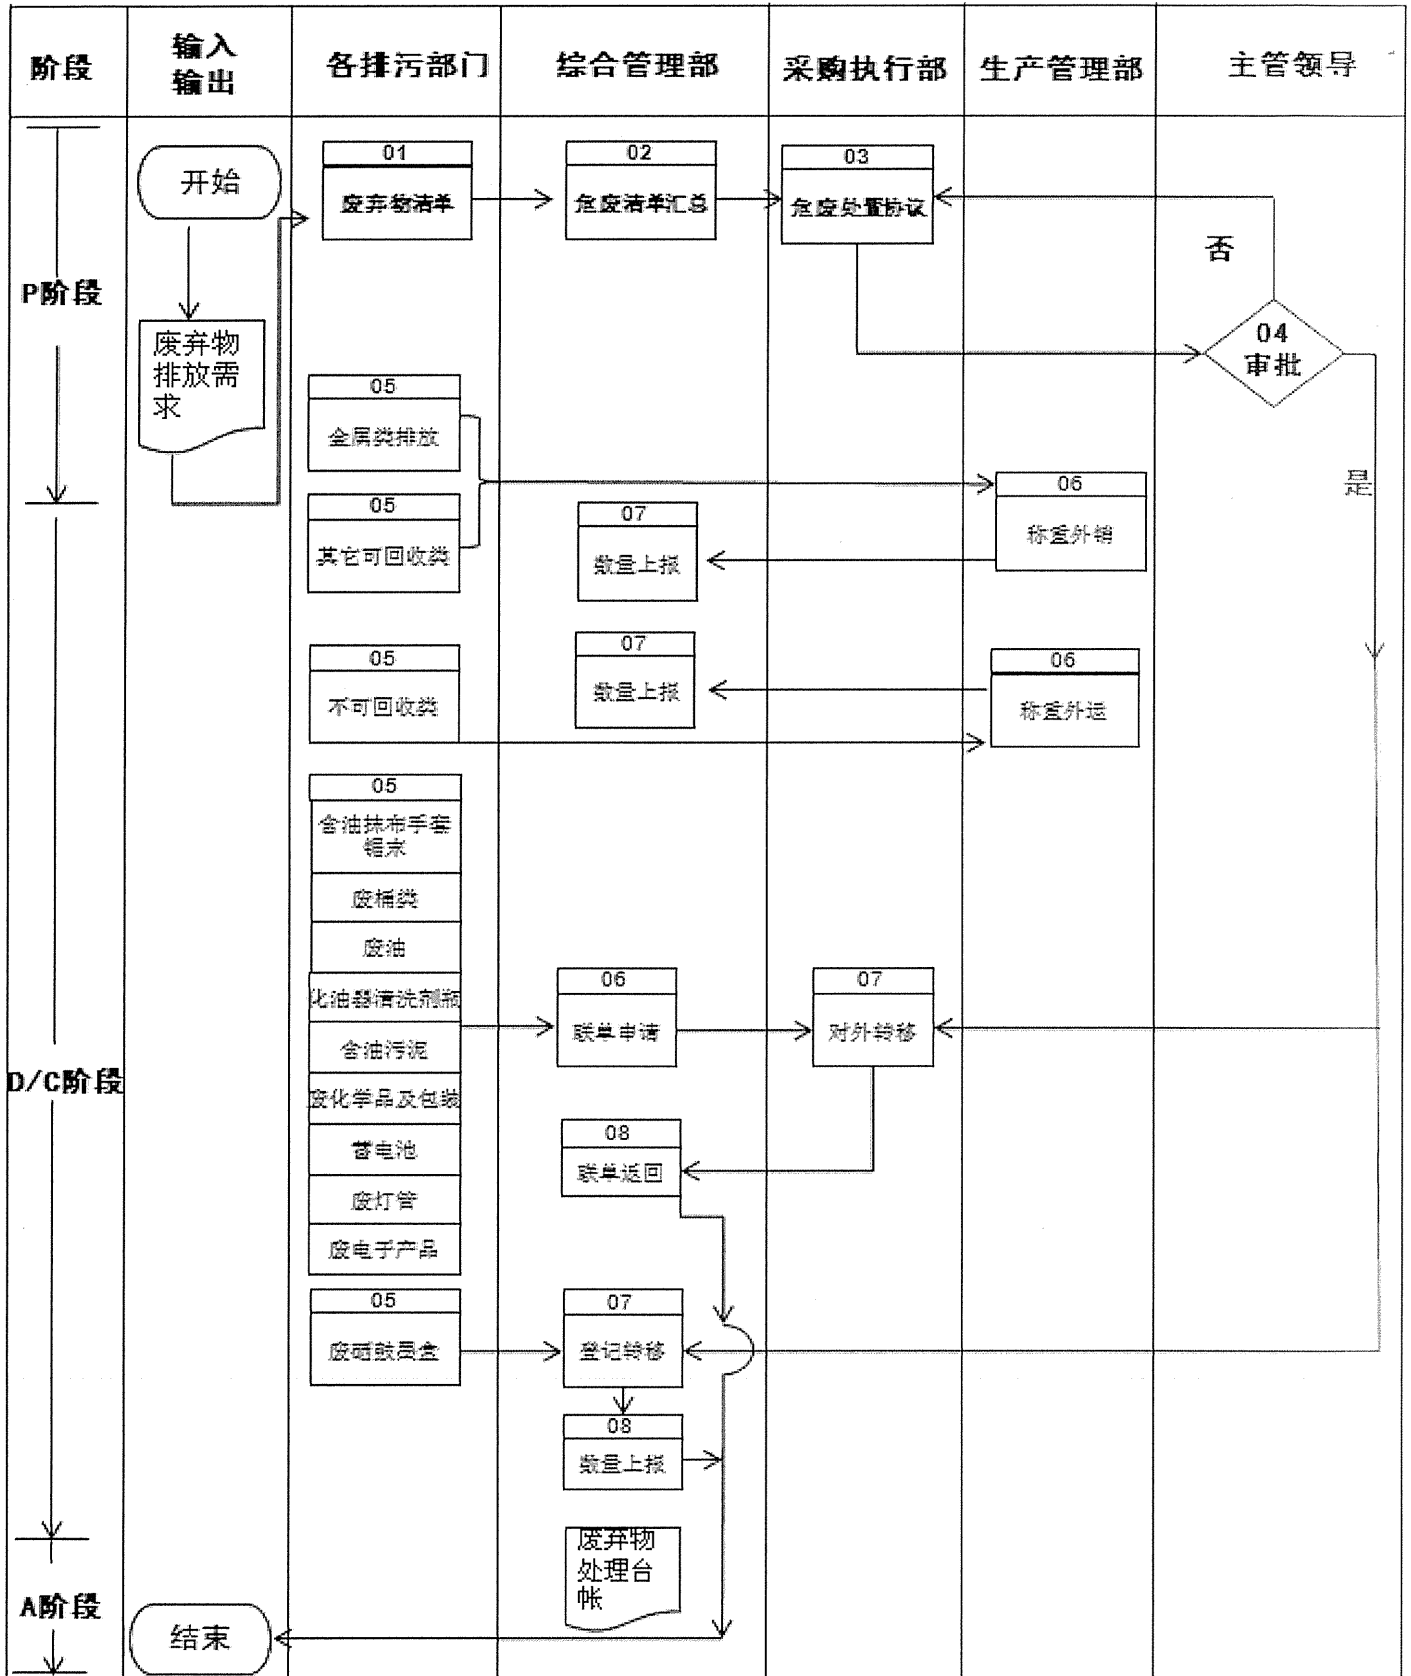 阶段
输入
输出
各排污部门
综合管理部
采购执行部
生产管理部
主管领导
P阶段
开始
废弃物
排放需
求
01
废弃物清单
02
危废清单汇总
03
危废处置协议
否
04
审批
是
05
金属类排放
05
其它可回收类
06
称重外销
07
数量上报
05
不可回收类
07
数量上报
06
称重外运
D/C阶段
05
含油抹布手套
锯末
废桶类
废油
化油器清洗剂瓶
含油污泥
废化学品及包装
蓄电池
废灯管
废电子产品
06
联单申请
07
对外转移
08
联单返回
05
废硒鼓墨盒
07
登记转移
08
数量上报
A阶段
废弃物
处理台
帐
结束